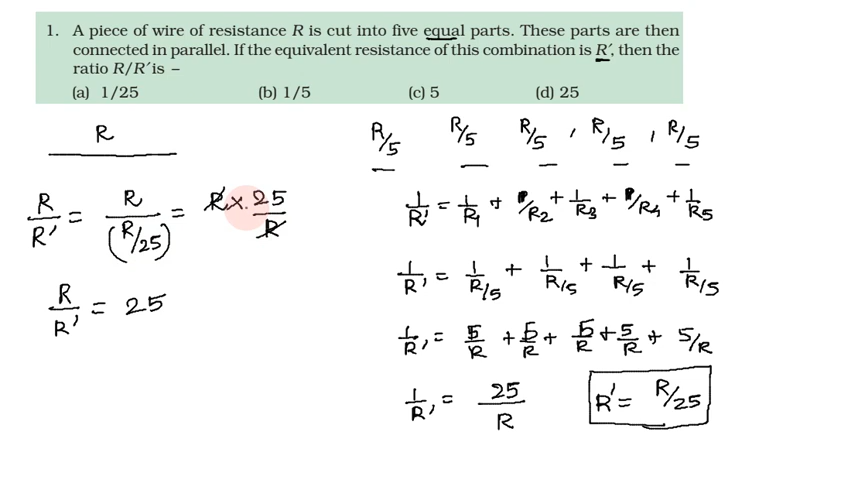 1. A piece of wire of resistance R is cut into five equal parts. These parts are then
connected in parallel. If the equivalent resistance of this combination is R′, then the
ratio R/R′ is –
(a) 1/25 (b) 1/5 (c) 5 (d) 25
R
R/5 R/5 R/5 , R/5 , R/5
R/R' = R/(R/25) = R × 25/R
R/R' = 25
1/R' = 1/R1 + 1/R2 + 1/R3 + 1/R4 + 1/R5
1/R' = 1/R/5 + 1/R/5 + 1/R/5 + 1/R/5
1/R' = 5/R + 5/R + 5/R + 5/R + 5/R
1/R' = 25/R
R' = R/25